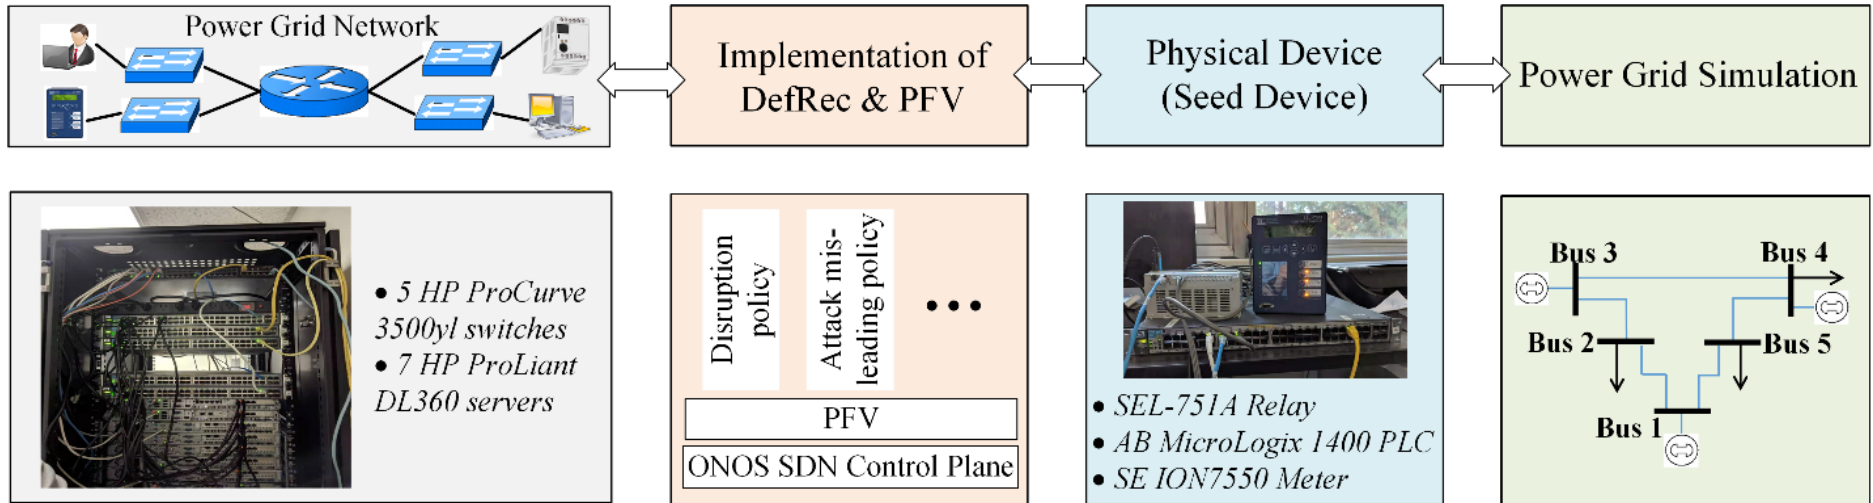 Power Grid Network
Implementation of
DefRec & PFV
Physical Device
(Seed Device)
Power Grid Simulation
• 5 HP ProCurve
3500yl switches
• 7 HP ProLiant
DL360 servers
Disruption
policy
Attack mis-
leading policy
•••
PFV
ONOS SDN Control Plane
• SEL-751A Relay
• AB MicroLogix 1400 PLC
• SE ION7550 Meter
Bus 3
Bus 4
Bus 2
Bus 5
Bus 1